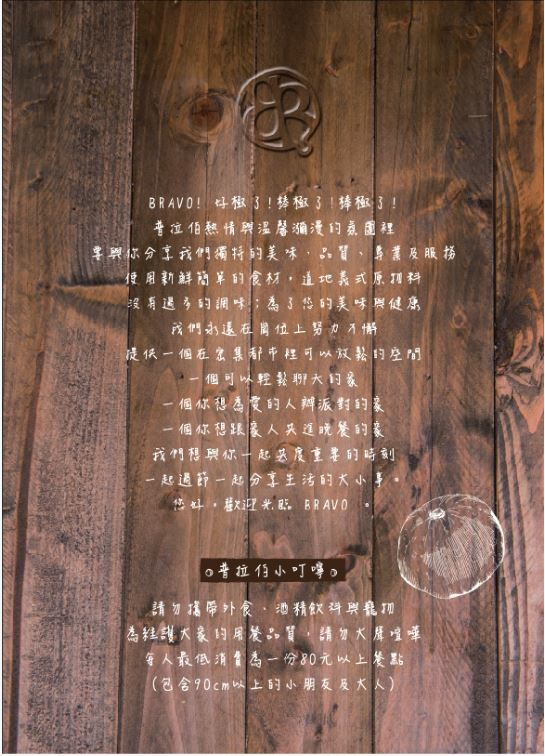 BR
BRAVO! 好極了!棒極了!棒極了!
普拉伯熱情與溫馨瀰漫的氛圍裡
要與你分享我們獨特的美味、品質、專業及服務
使用新鮮簡單的食材，道地義式原物料
沒有過多的調味；為了您的美味與健康
我們永遠在崗位上努力不懈
提供一個在密集都市裡可以放鬆的空間
一個可以輕鬆聊天的家
一個你想為愛的人辦派對的家
一個你想跟家人共進晚餐的家
我們想與你一起共度重要的時刻
一起過節一起分享生活的大小事。
您好，歡迎光臨 BRAVO 。
普拉伯小叮嚀
請勿攜帶外食、酒精飲料與寵物
為維護大家的用餐品質，請勿大聲喧嘩
每人最低消費為一份80元以上餐點
(包含90cm以上的小朋友及大人)